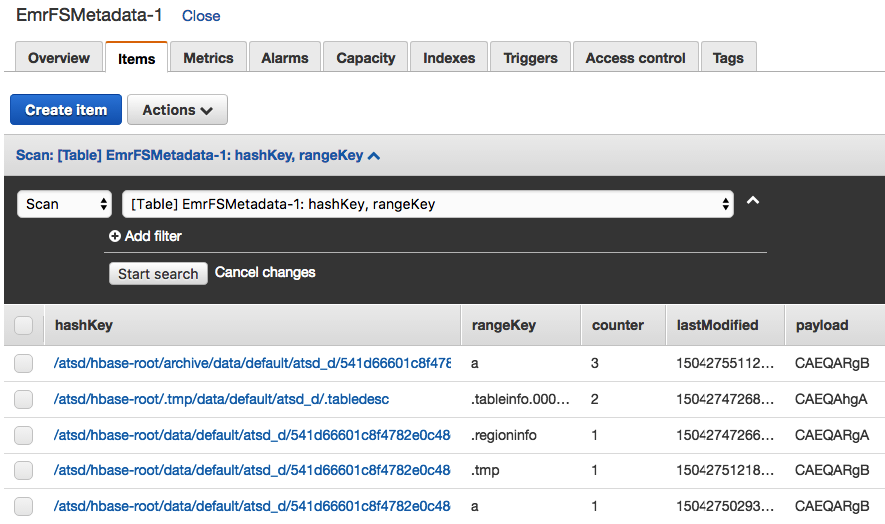 EmrFSMetadata-1 Close
Overview Items Metrics Alarms Capacity Indexes Triggers Access control Tags
Create item Actions
Scan: [Table] EmrFSMetadata-1: hashKey, rangeKey
Scan [Table] EmrFSMetadata-1: hashKey, rangeKey
Add filter
Start search Cancel changes
hashKey rangeKey counter lastModified payload
/atsd/hbase-root/archive/data/default/atsd_d/541d66601c8f478 a 3 15042755112... CAEQARgB
/atsd/hbase-root/.tmp/data/default/atsd_d/.tabledesc .tableinfo.000... 2 15042747268... CAEQAhgA
/atsd/hbase-root/data/default/atsd_d/541d66601c8f4782e0c48 .regioninfo 1 15042747266... CAEQARgA
/atsd/hbase-root/data/default/atsd_d/541d66601c8f4782e0c48 .tmp 1 15042751218... CAEQARgB
/atsd/hbase-root/data/default/atsd_d/541d66601c8f4782e0c48 a 1 15042750293... CAEQARgB